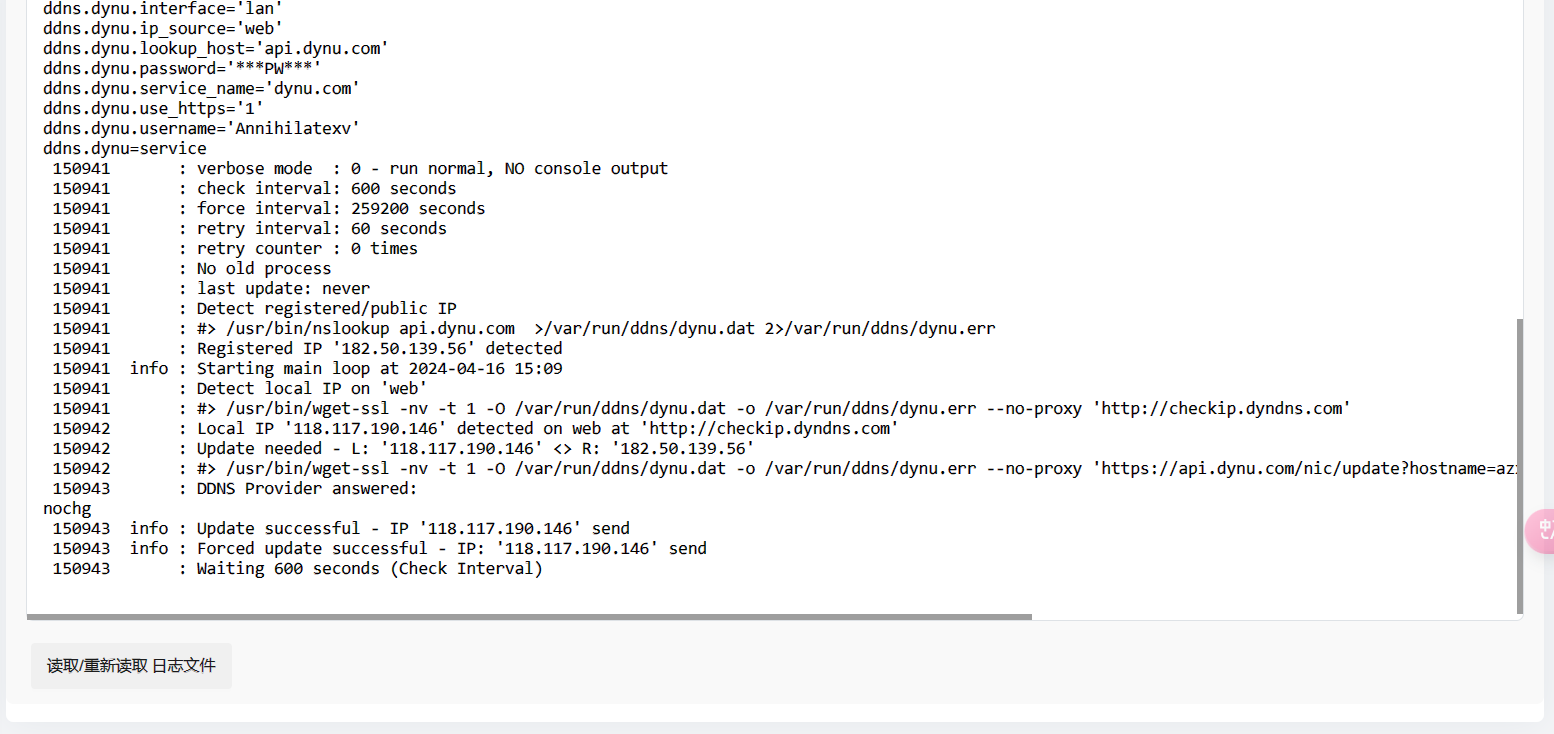 ddns.dynu.interface='lan'
ddns.dynu.ip_source='web'
ddns.dynu.lookup_host='api.dynu.com'
ddns.dynu.password='***PW***'
ddns.dynu.service_name='dynu.com'
ddns.dynu.use_https='1'
ddns.dynu.username='Annihilatexv'
ddns.dynu=service
150941 : verbose mode : 0 - run normal, NO console output
150941 : check interval: 600 seconds
150941 : force interval: 259200 seconds
150941 : retry interval: 60 seconds
150941 : retry counter : 0 times
150941 : No old process
150941 : last update: never
150941 : Detect registered/public IP
150941 : #> /usr/bin/nslookup api.dynu.com >/var/run/ddns/dynu.dat 2>/var/run/ddns/dynu.err
150941 : Registered IP '182.50.139.56' detected
150941 info : Starting main loop at 2024-04-16 15:09
150941 : Detect local IP on 'web'
150941 : #> /usr/bin/wget-ssl -nv -t 1 -O /var/run/ddns/dynu.dat -o /var/run/ddns/dynu.err --no-proxy 'http://checkip.dyndns.com'
150942 : Local IP '118.117.190.146' detected on web at 'http://checkip.dyndns.com'
150942 : Update needed - L: '118.117.190.146' <> R: '182.50.139.56'
150942 : #> /usr/bin/wget-ssl -nv -t 1 -O /var/run/ddns/dynu.dat -o /var/run/ddns/dynu.err --no-proxy 'https://api.dynu.com/nic/update?hostname=az
150943 : DDNS Provider answered:
nochg
150943 info : Update successful - IP '118.117.190.146' send
150943 info : Forced update successful - IP: '118.117.190.146' send
150943 : Waiting 600 seconds (Check Interval)
中
读取/重新读取 日志文件